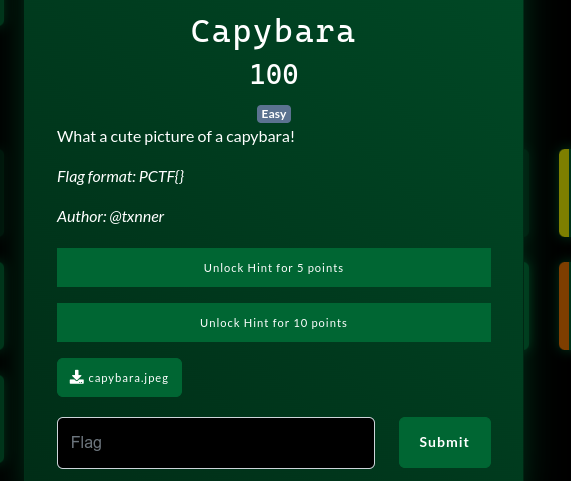 Capybara
100
Easy
What a cute picture of a capybara!
Flag format: PCTF{}
Author: @txnner
Unlock Hint for 5 points
Unlock Hint for 10 points
capybara.jpeg
Flag
Submit